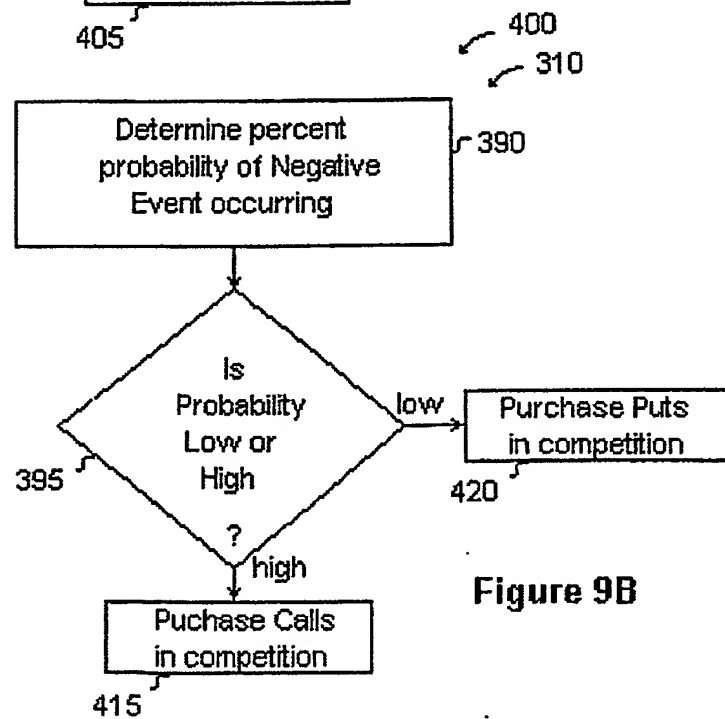 405
400
310
Determine percent
probability of Negative
Event occurring
390
Is
Probability
Low or
High
?
low
Purchase Puts
in competition
395
420
high
Puchase Calls
in competition
415
Figure 9B